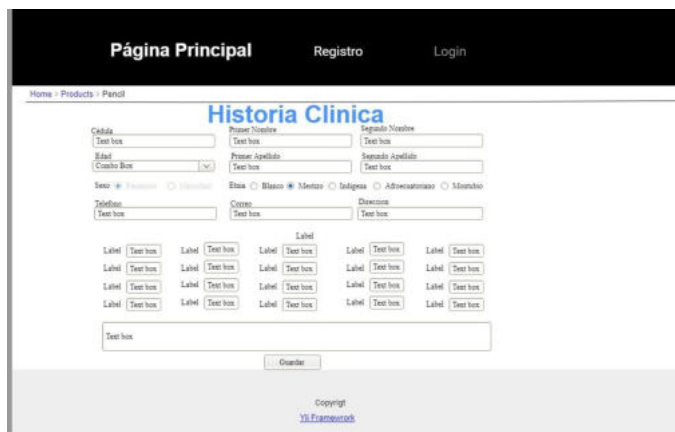 Página Principal Registro Login
Home > Products > Pencil
Historia Clinica
Cédula Primer Nombre Segundo Nombre
Text box Text box Text box
Edad Primer Apellido Segundo Apellido
Combo Box Text box Text box
Sexo Femenino Masculino Etnia Blanco Mestizo Indigena Afroecuatoriano Montubio
Telefono Correo Direccion
Text box Text box Text box
Label
Label Text box Label Text box Label Text box Label Text box Label Text box
Label Text box Label Text box Label Text box Label Text box Label Text box
Label Text box Label Text box Label Text box Label Text box Label Text box
Label Text box Label Text box Label Text box Label Text box Label Text box
Text box
Guardar
Copyrigt
Yli Framewrork